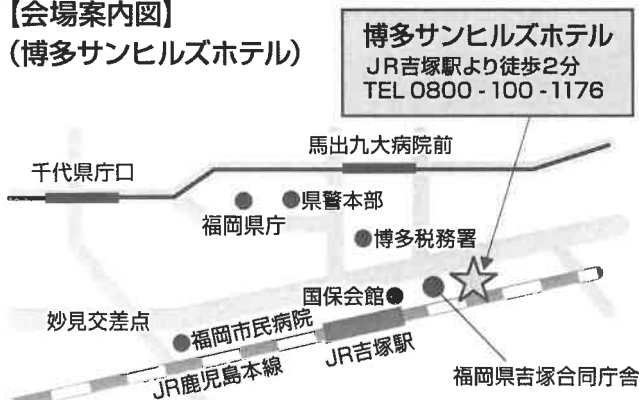 【会場案内図】
(博多サンヒルズホテル)
博多サンヒルズホテル
JR吉塚駅より徒歩2分
TEL 0800 - 100 - 1176
馬出九大病院前
千代県庁口
県警本部
福岡県庁
博多税務署
国保会館
妙見交差点
福岡市民病院
JR吉塚駅
JR鹿児島本線
福岡県吉塚合同庁舎